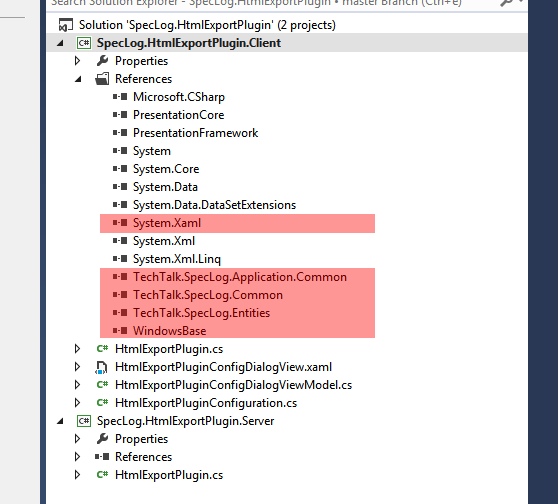 Search Solution Explorer - SpecLog.HtmlExportPlugin • master Branch (Ctrl+č)
Solution 'SpecLog.HtmlExportPlugin' (2 projects)
SpecLog.HtmlExportPlugin.Client
Properties
References
Microsoft.CSharp
PresentationCore
PresentationFramework
System
System.Core
System.Data
System.Data.DataSetExtensions
System.Xaml
System.Xml
System.Xml.Linq
TechTalk.SpecLog.Application.Common
TechTalk.SpecLog.Common
TechTalk.SpecLog.Entities
WindowsBase
C# HtmlExportPlugin.cs
HtmlExportPluginConfigDialogView.xaml
C# HtmlExportPluginConfigDialogViewModel.cs
C# HtmlExportConfiguration.cs
SpecLog.HtmlExportPlugin.Server
Properties
References
C# HtmlExportPlugin.cs